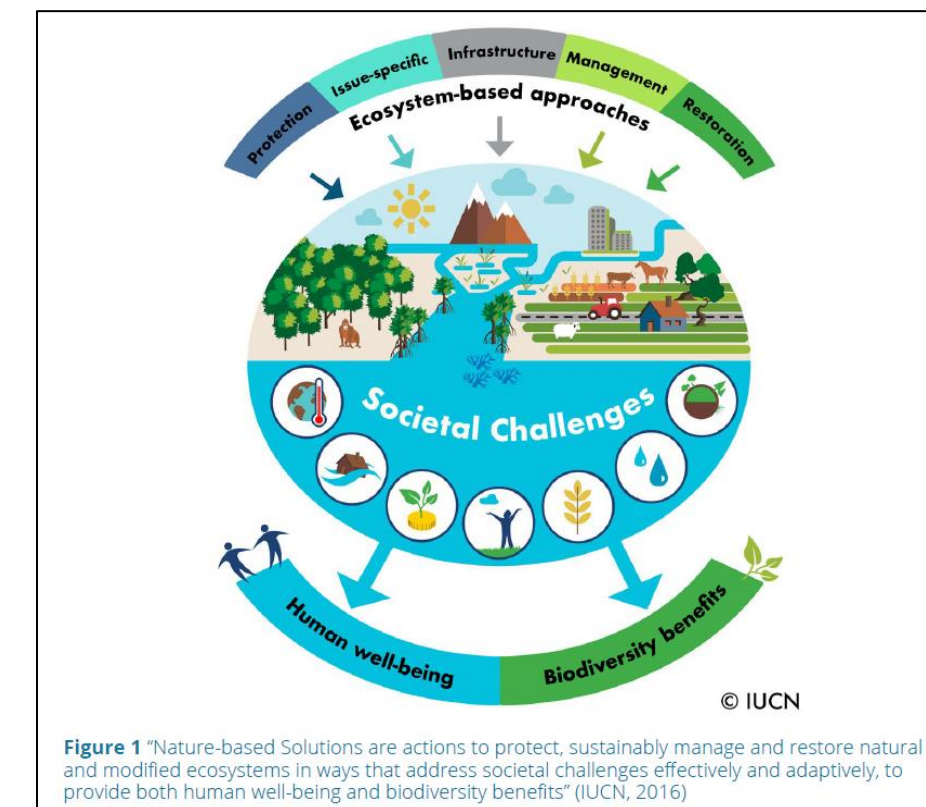 Protection
Issue-specific
Infrastructure
Management
Restoration
Ecosystem-based approaches
Societal Challenges
Human well-being
Biodiversity benefits
© IUCN
Figure 1 “Nature-based Solutions are actions to protect, sustainably manage and restore natural
and modified ecosystems in ways that address societal challenges effectively and adaptively, to
provide both human well-being and biodiversity benefits” (IUCN, 2016)